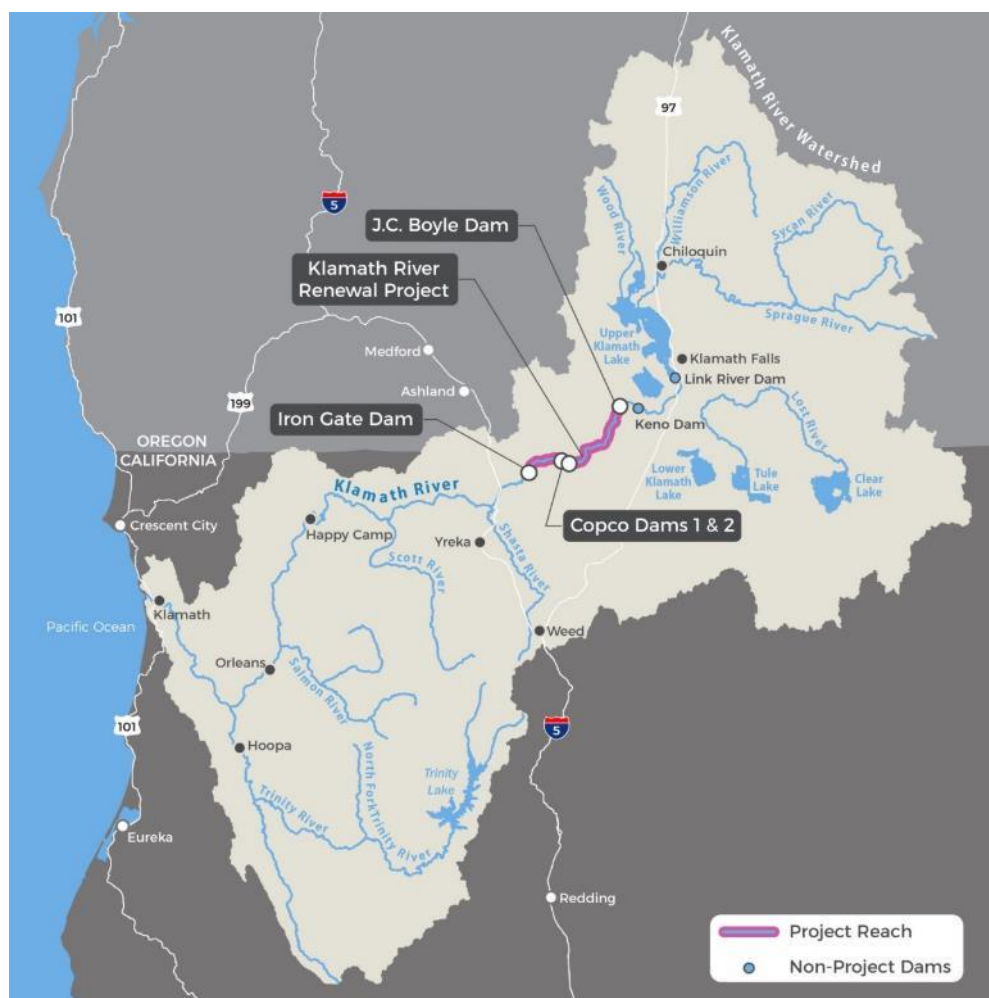 Klamath River Watershed
97
5
J.C. Boyle Dam
Klamath River
Renewal Project
Wood River
Williamson River
Sycan River
Chiloquin
Sprague River
101
Upper
Klamath
Lake
Medford
Klamath Falls
Link River Dam
Ashland
199
Iron Gate Dam
Keno Dam
Lost River
OREGON
CALIFORNIA
Klamath River
Lower
Klamath
Lake
Tule
Lake
Clear
Lake
Crescent City
Happy Camp
Yreka
Copco Dams 1 & 2
Scott River
Shasta River
Klamath
Pacific Ocean
Weed
Orleans
Salmon River
101
5
Hoopa
North Fork Trinity River
Trinity
Lake
Trinity River
Eureka
Redding
Project Reach
Non-Project Dams